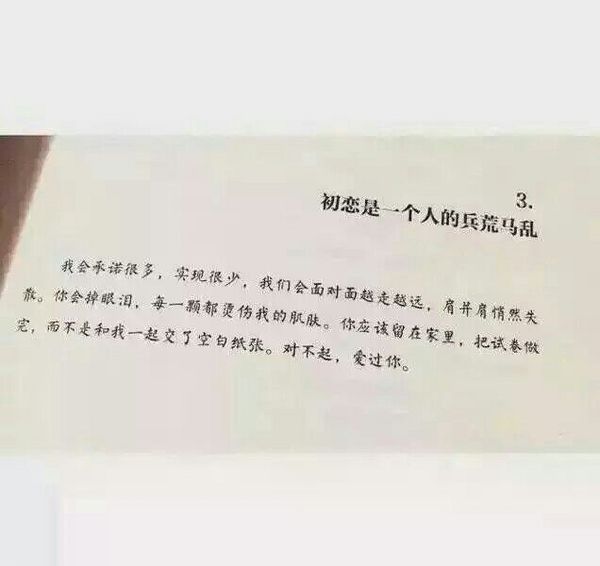 3.
初恋是一个人的兵荒马乱
我会承诺很多，实现很少，我们会面对面越走越远，肩并肩悄然失
散。你会掉眼泪，每一颗都烫伤我的肌肤。你应该留在家里，把试卷做
完，而不是和我一起交了空白纸张。对不起，爱过你。